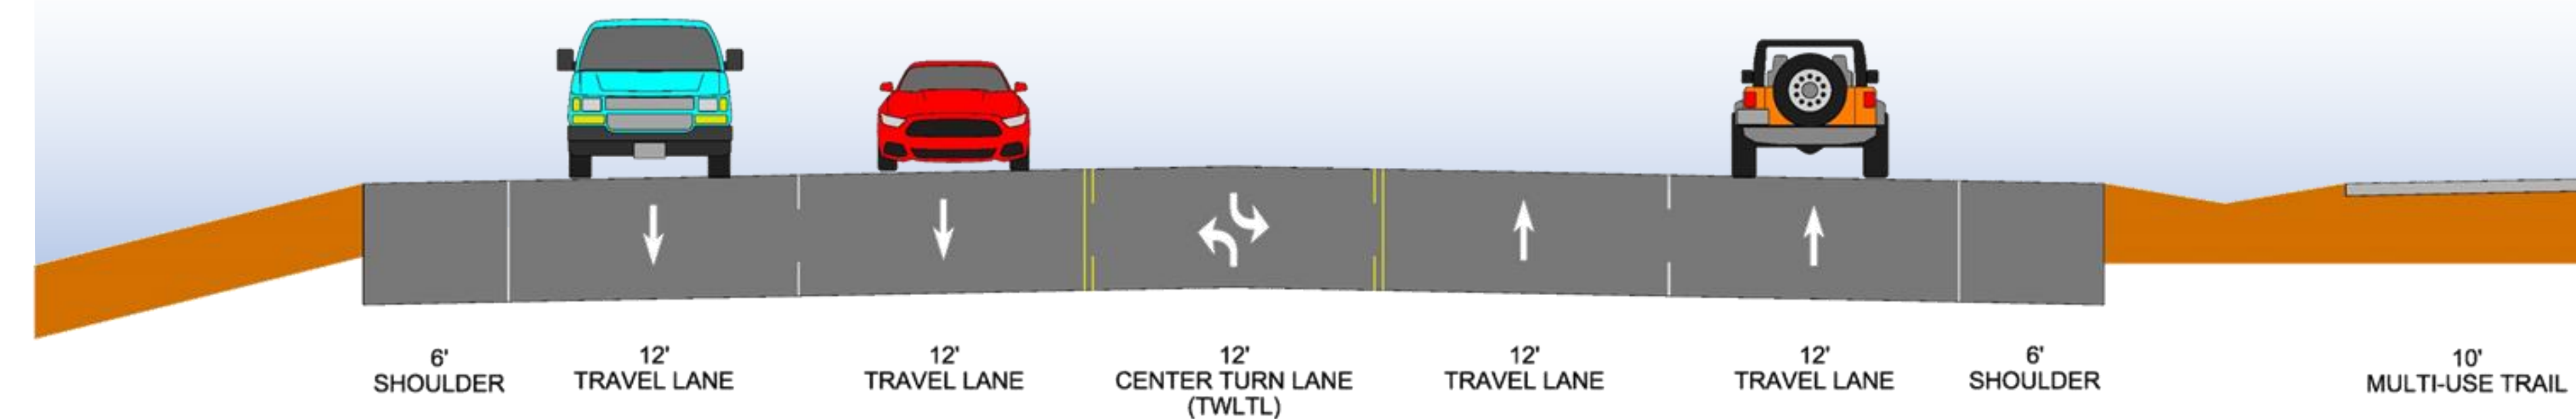 6'
SHOULDER
12'
TRAVEL LANE
12'
TRAVEL LANE
12'
CENTER TURN LANE
(TWLTL)
12'
TRAVEL LANE
12'
TRAVEL LANE
6'
SHOULDER
10'
MULTI-USE TRAIL